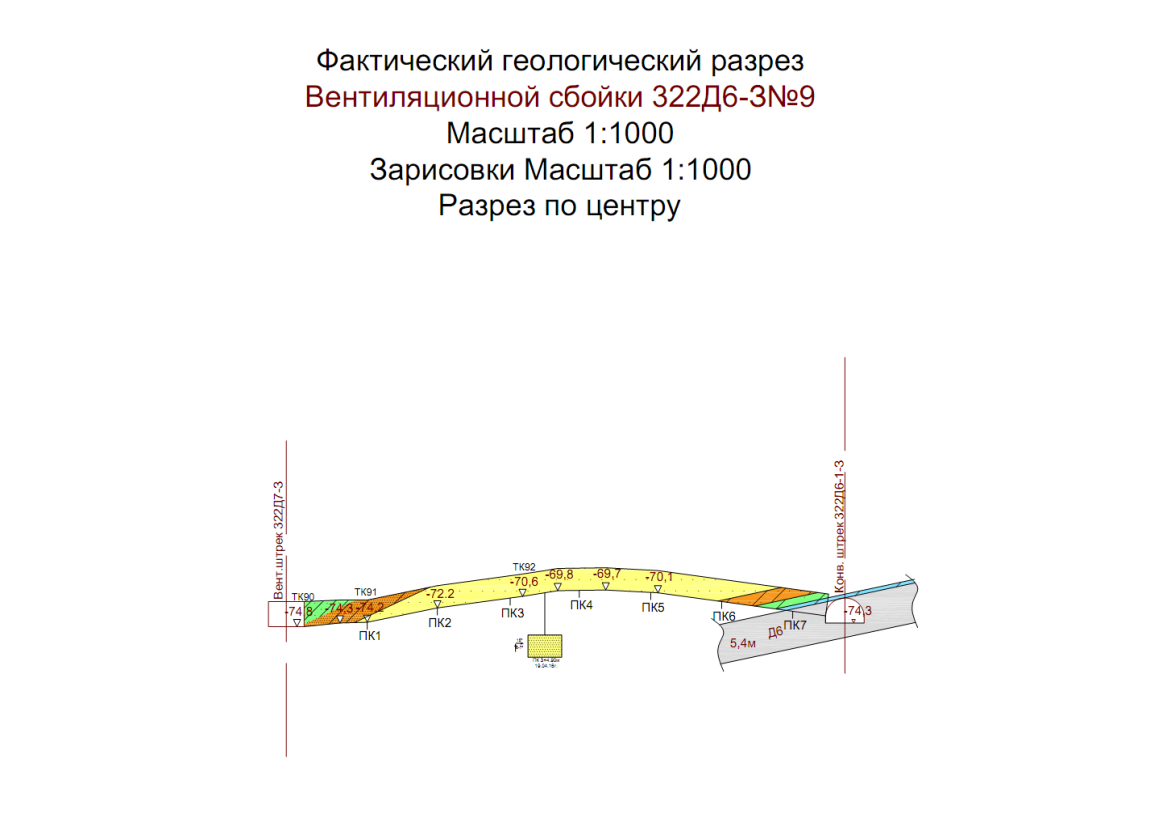 Фактический геологический разрез
Вентиляционной сбойки 322Д6-З№9
Масштаб 1:1000
Зарисовки Масштаб 1:1000
Разрез по центру
Вент.штрек 322Д7-З
Конв. штрек 322Д6-1-З
ТК90
ТК91
ТК92
-74,8
-74,3
-74,2
-72.2
-70,6
-69,8
-69,7
-70,1
-74,3
ПК1
ПК2
ПК3
ПК4
ПК5
ПК6
ПК7
5,4м
Д6